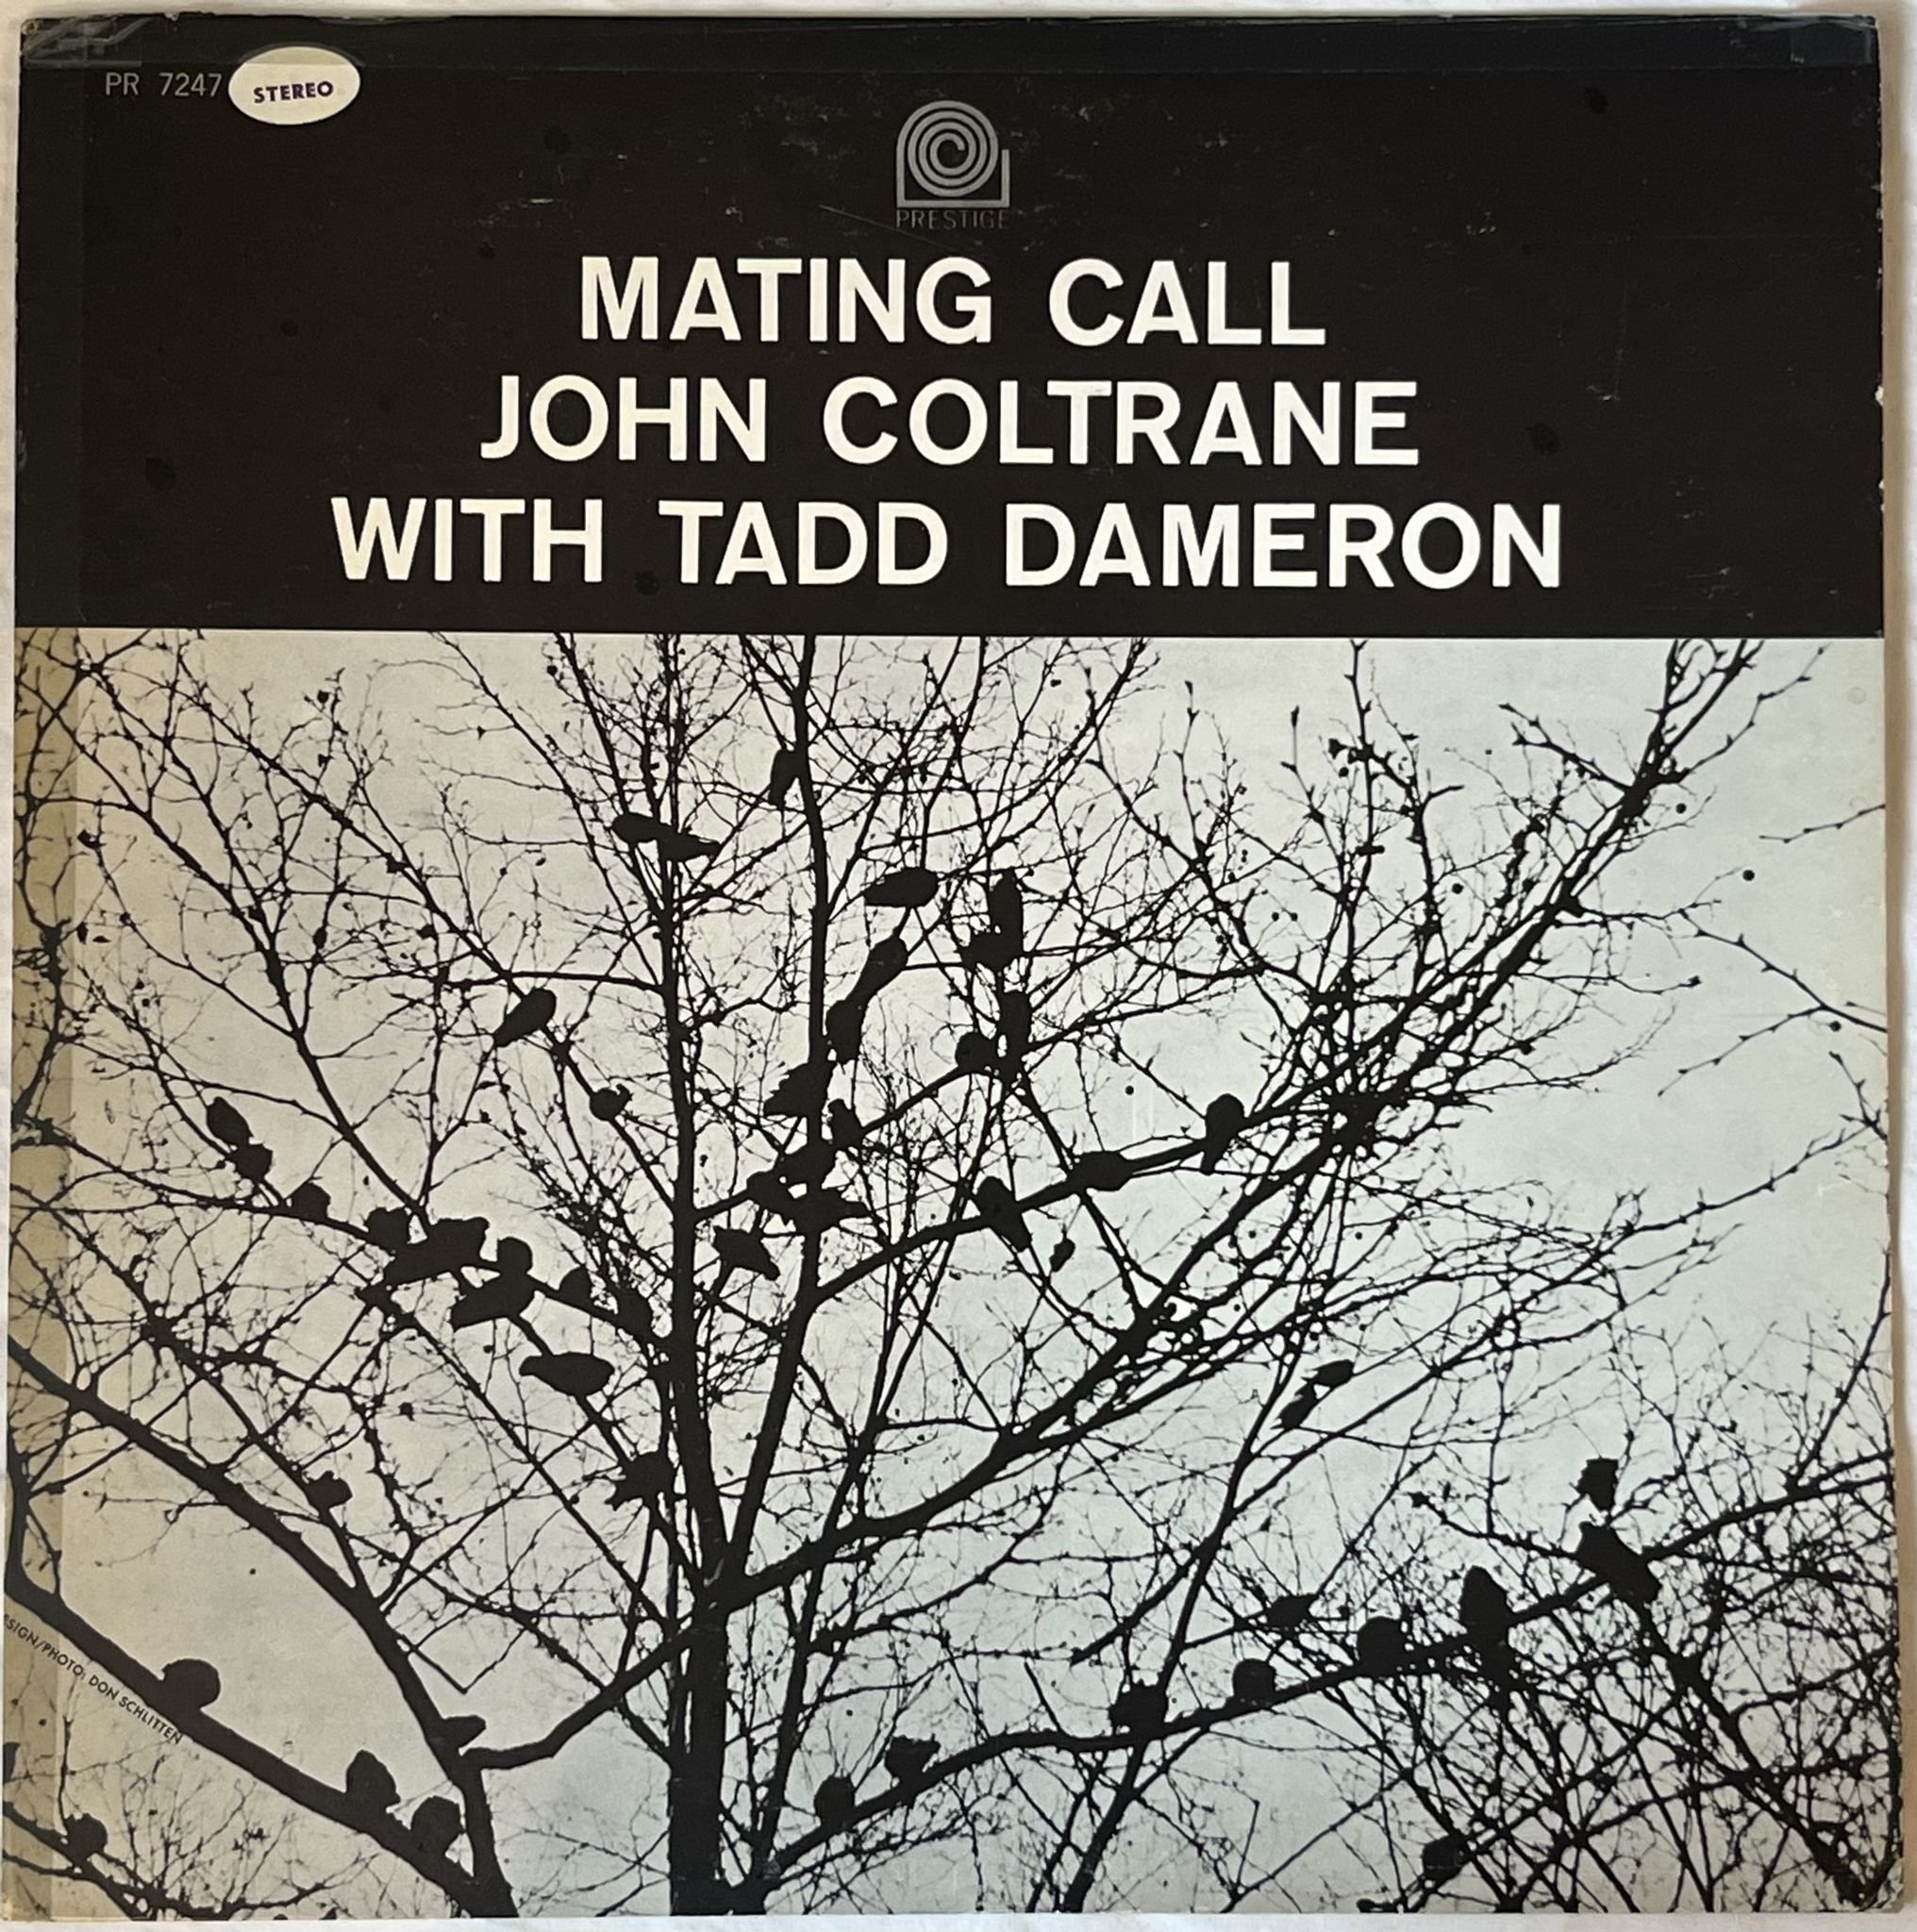 PR 7247 STEREO
PRESTIGE
MATING CALL
JOHN COLTRANE
WITH TADD DAMERON
SIGN/PHOTO: DON SCHLITTEN